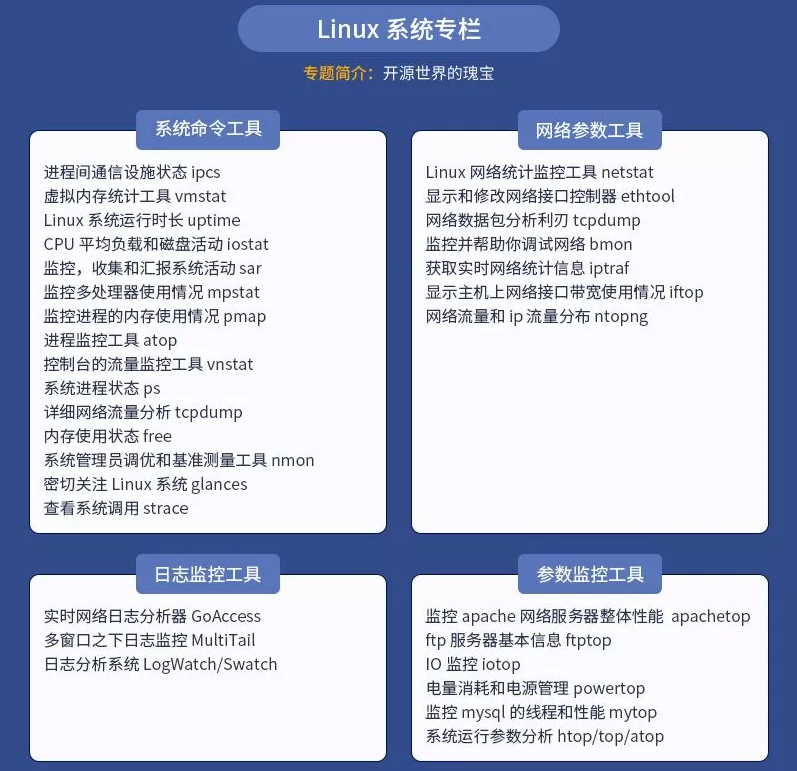 Linux 系统专栏
专题简介：开源世界的瑰宝
系统命令工具
进程间通信设施状态 ipcs
虚拟内存统计工具 vmstat
Linux 系统运行时长 uptime
CPU 平均负载和磁盘活动 iostat
监控，收集和汇报系统活动 sar
监控多处理器使用情况 mpstat
监控进程的内存使用情况 pmap
进程监控工具 atop
控制台的流量监控工具 vnstat
系统进程状态 ps
详细网络流量分析 tcpdump
内存使用状态 free
系统管理员调优和基准测量工具 nmon
密切关注 Linux 系统 glances
查看系统调用 strace
网络参数工具
Linux 网络统计监控工具 netstat
显示和修改网络接口控制器 ethtool
网络数据包分析利刃 tcpdump
监控并帮助你调试网络 bmon
获取实时网络统计信息 iptraf
显示主机上网络接口带宽使用情况 iftop
网络流量和 ip 流量分布 ntopng
日志监控工具
实时网络日志分析器 GoAccess
多窗口之下日志监控 MultiTail
日志分析系统 LogWatch/Swatch
参数监控工具
监控 apache 网络服务器整体性能 apachetop
ftp 服务器基本信息 ftptop
IO 监控 iotop
电量消耗和电源管理 powertop
监控 mysql 的线程和性能 mytop
系统运行参数分析 htop/top/atop